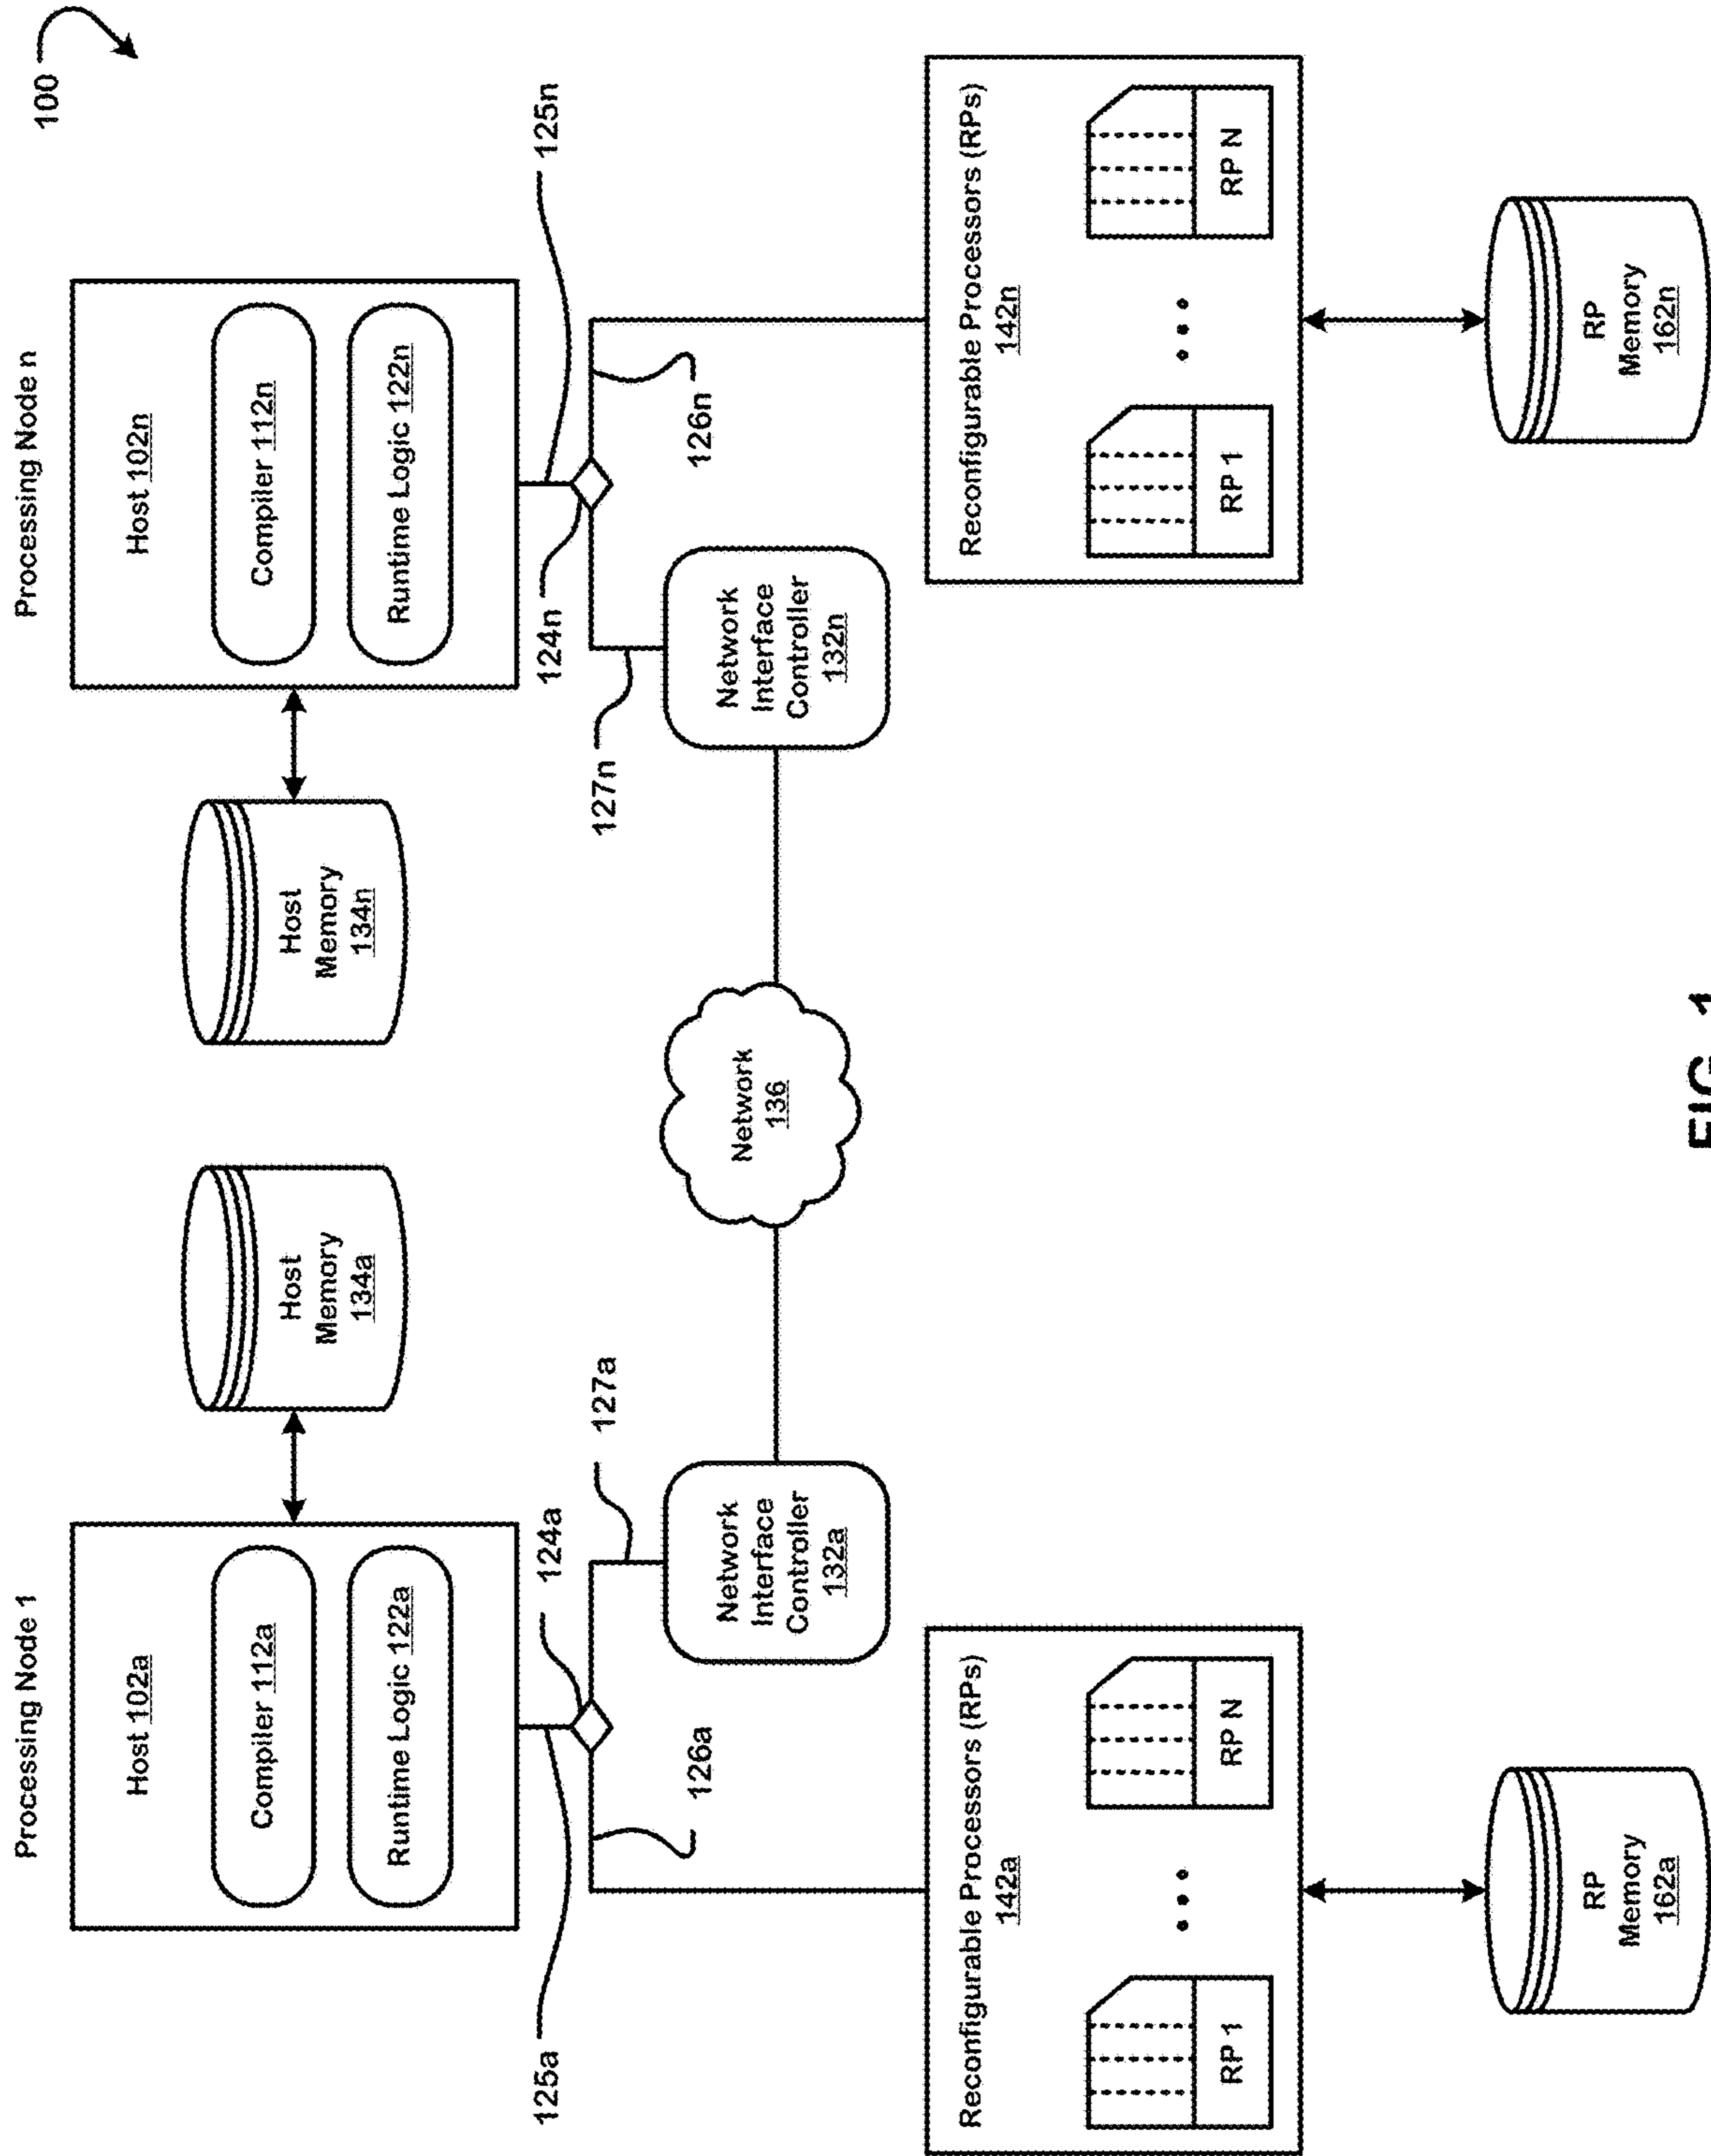 100
Processing Node 1
Processing Node n
Host 102a
Compiler 112a
Runtime Logic 122a
Host
Memory
134a
Host
Memory
134n
Host 102n
Compiler 112n
Runtime Logic 122n
125a
124a
126a
127a
127n
124n
126n
125n
Network
Interface
Controller
132a
Network
136
Network
Interface
Controller
132n
Reconfigurable Processors (RPs)
142a
RP 1
RP N
Reconfigurable Processors (RPs)
142n
RP 1
RP N
RP
Memory
162a
RP
Memory
162n
FIG. 1